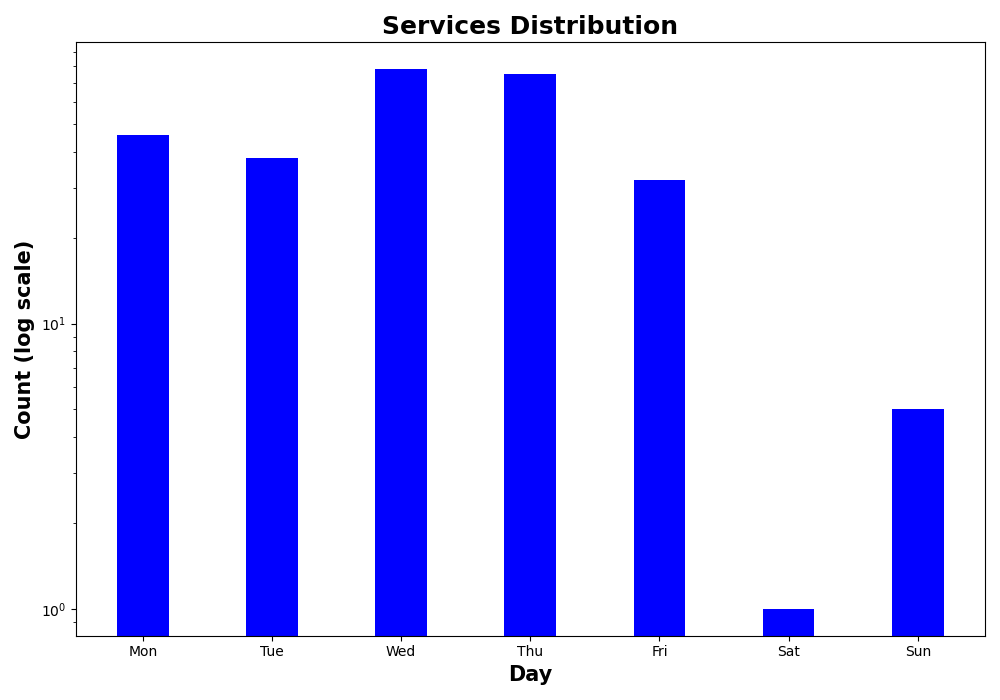 Services Distribution
Count (log scale)
10¹
10⁰
Mon Tue Wed Thu Fri Sat Sun
Day